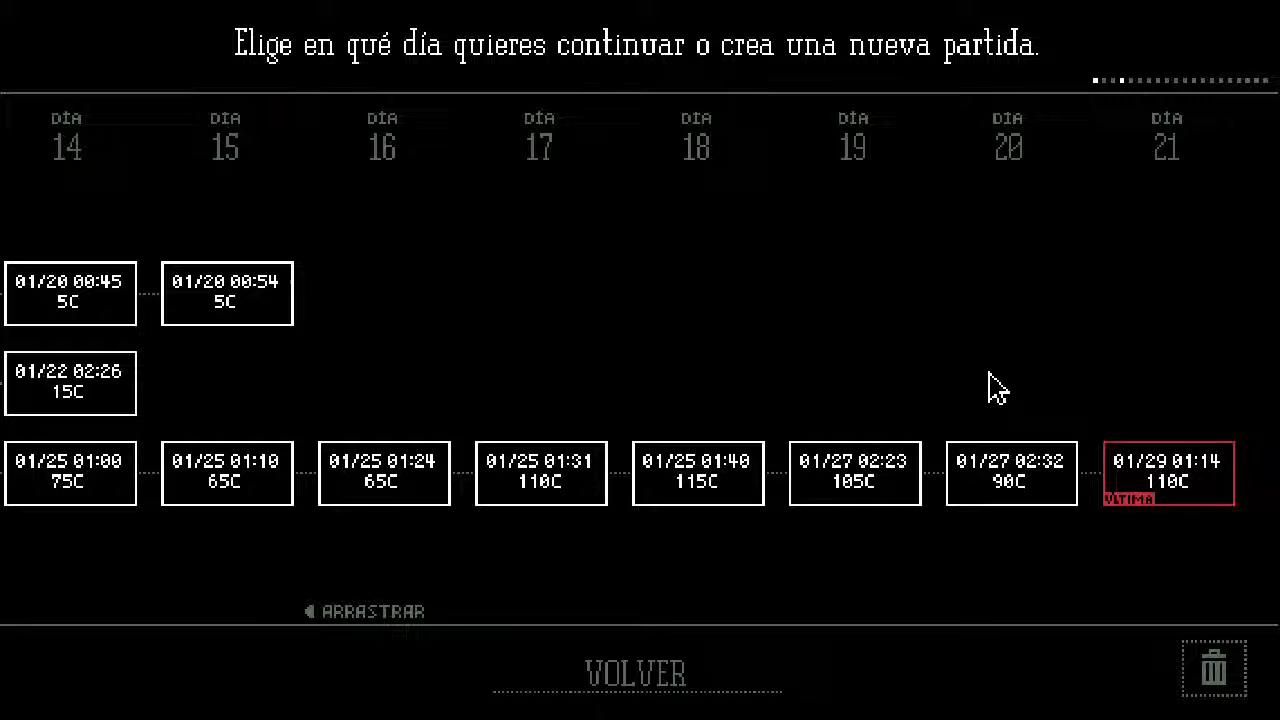 Elige en qué día quieres continuar o crea una nueva partida.
DÍA DÍA DÍA DÍA DÍA DÍA DÍA DÍA
14 15 16 17 18 19 20 21
01/20 00:45 01/20 00:54
5C 5C
01/22 02:26
15C
01/25 01:00 01/25 01:10 01/25 01:24 01/25 01:31 01/25 01:40 01/27 02:23 01/27 02:32 01/29 01:14
75C 65C 65C 110C 115C 105C 90C 110C
ÚLTIMA
ARRASTRAR
VOLVER